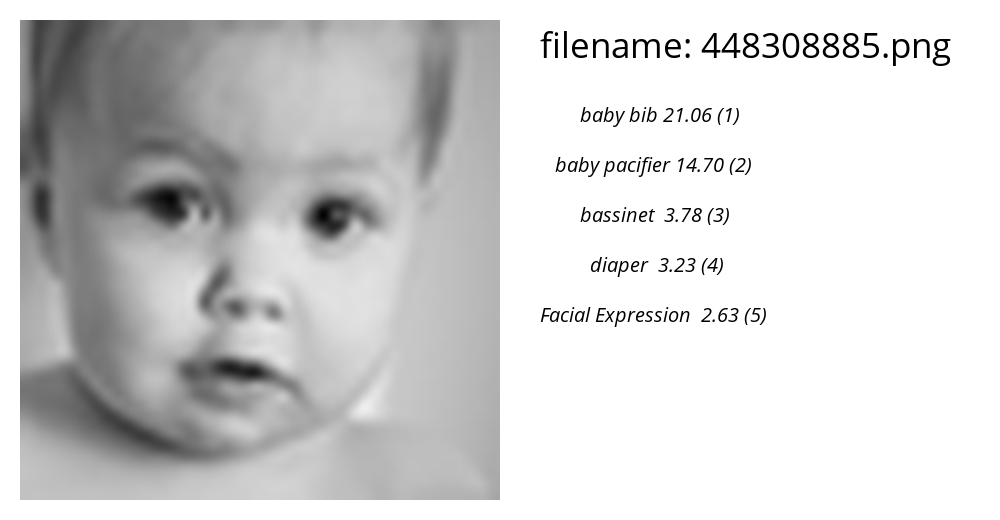 filename: 448308885.png
baby bib 21.06 (1)
baby pacifier 14.70 (2)
bassinet 3.78 (3)
diaper 3.23 (4)
Facial Expression 2.63 (5)